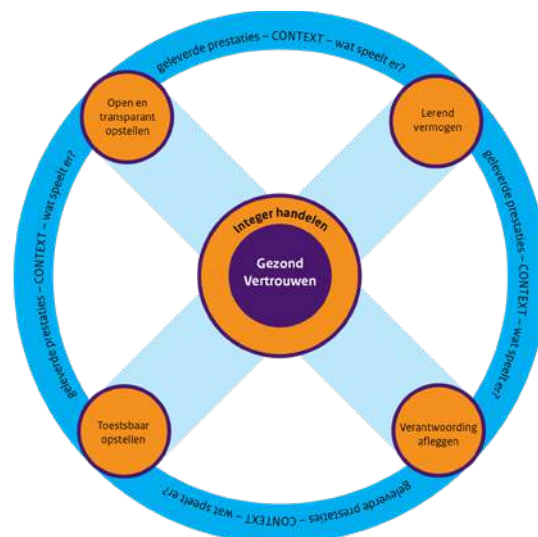 geleverde prestaties – CONTEXT – wat speelt er?
Open en
transparant
opstellen
Lerend
vermogen
geleverde prestaties – CONTEXT – wat speelt er?
geleverde prestaties – CONTEXT – wat speelt er?
Integer handelen
Gezond
Vertrouwen
Toestsbaar
opstellen
Verantwoording
afleggen
geleverde prestaties – CONTEXT – wat speelt er?